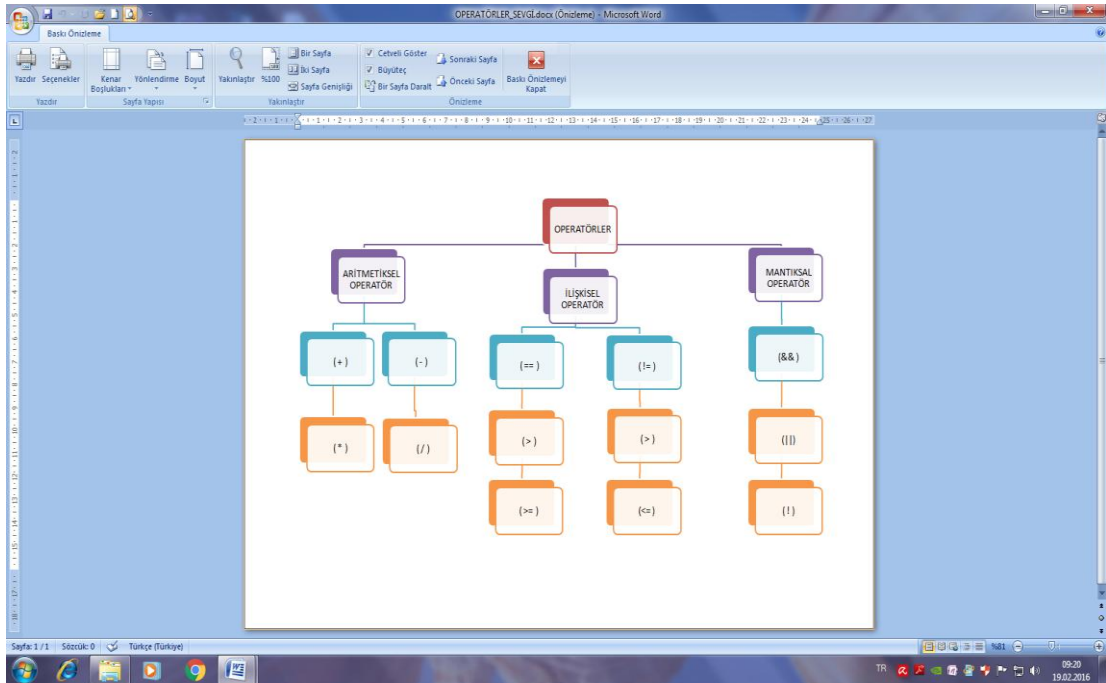 OPERATÖRLER_SEVGİ.docx (Önizleme) - Microsoft Word
Baskı Önizleme
Yazdır Seçenekler
Kenar Boşlukları
Yönlendirme Boyut
Yakınlaştır %100
Bir Sayfa
İki Sayfa
Sayfa Genişliği
Cetveli Göster
Büyüteç
Bir Sayfa Daralt
Sonraki Sayfa
Önceki Sayfa
Baskı Önizlemeyi
Kapat
Yazdır
Sayfa Yapısı
Yakınlaştır
Önizleme
OPERATÖRLER
ARİTMETİKSEL
OPERATÖR
İLİŞKİSEL
OPERATÖR
MANTIKSAL
OPERATÖR
(+ )
(- )
(== )
(!= )
(&& )
(* )
(/ )
(> )
(> )
(||)
(>= )
(<= )
(! )
Sayfa: 1 / 1 Sözcük: 0 Türkçe (Türkiye)
%81
TR
09:20
19.02.2016